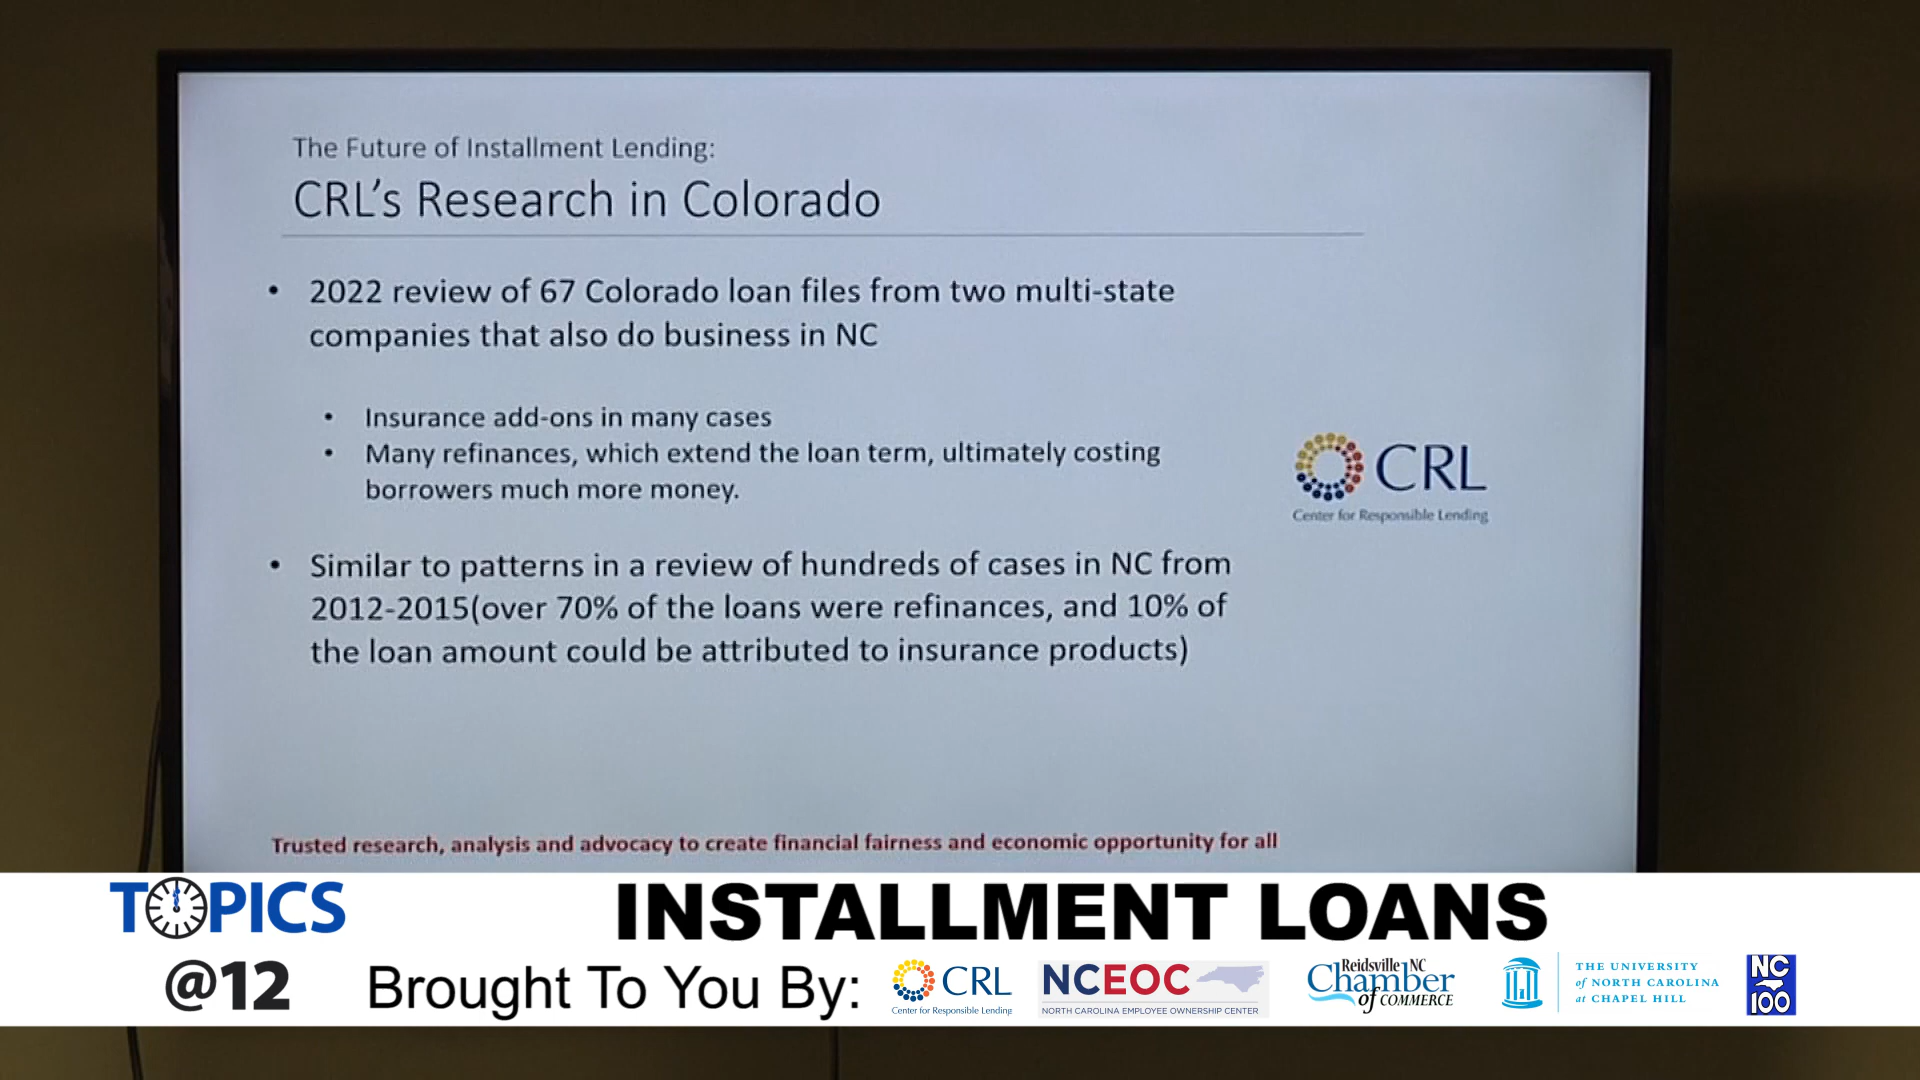 The Future of Installment Lending:
CRL's Research in Colorado
• 2022 review of 67 Colorado loan files from two multi-state
companies that also do business in NC
• Insurance add-ons in many cases
• Many refinances, which extend the loan term, ultimately costing
borrowers much more money.
CRL
Center for Responsible Lending
• Similar to patterns in a review of hundreds of cases in NC from
2012-2015(over 70% of the loans were refinances, and 10% of
the loan amount could be attributed to insurance products)
Trusted research, analysis and advocacy to create financial fairness and economic opportunity for all
TOPICS
@12
INSTALLMENT LOANS
Brought To You By:
CRL
Center for Responsible Lending
NCEOC
NORTH CAROLINA EMPLOYEE OWNERSHIP CENTER
Reidsville NC
Chamber
of COMMERCE
THE UNIVERSITY
of NORTH CAROLINA
at CHAPEL HILL
NC
100